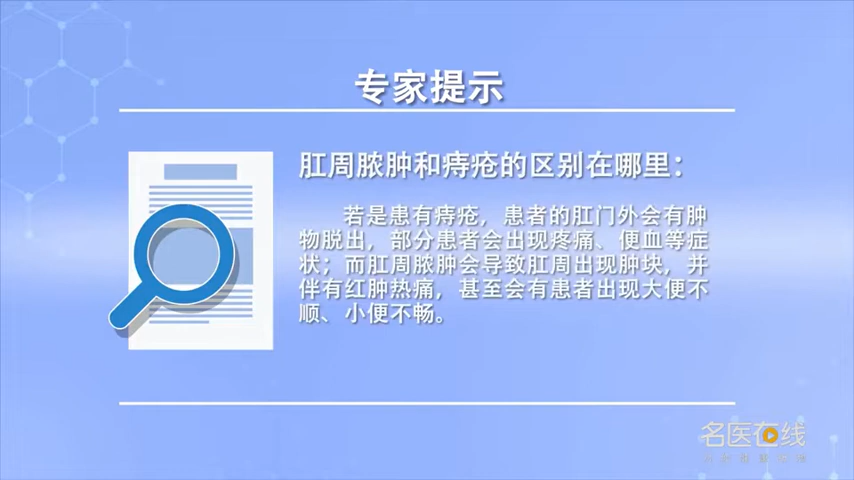 专家提示
肛周脓肿和痔疮的区别在哪里：
若是患有痔疮，患者的肛门外会有肿
物脱出，部分患者会出现疼痛、便血等症
状；而肛周脓肿会导致肛周出现肿块，并
伴有红肿热痛，甚至会有患者出现大便不
顺、小便不畅。
名医在线